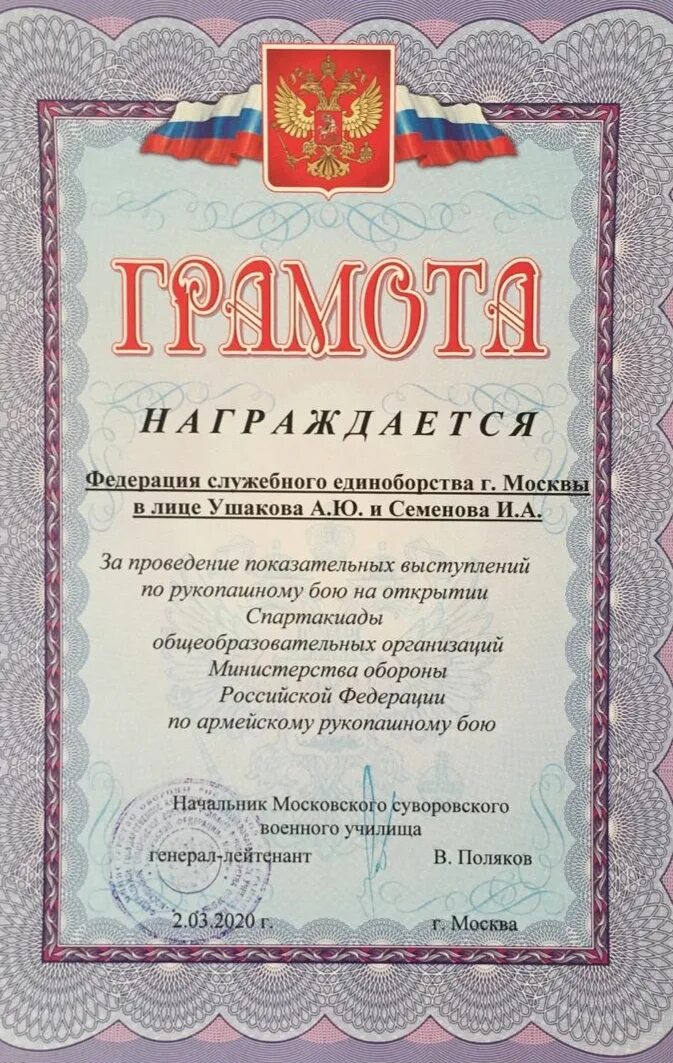 ГРАМОТА
НАГРАЖДАЕТСЯ
Федерация служебного единоборства г. Москвы
в лице Ушакова А.Ю. и Семенова И.А.
За проведение показательных выступлений
по рукопашному бою на открытии
Спартакиады
общеобразовательных организаций
Министерства обороны
Российской Федерации
по армейскому рукопашному бою
Начальник Московского суворовского
военного училища
генерал-лейтенант В. Поляков
2.03.2020 г. г. Москва